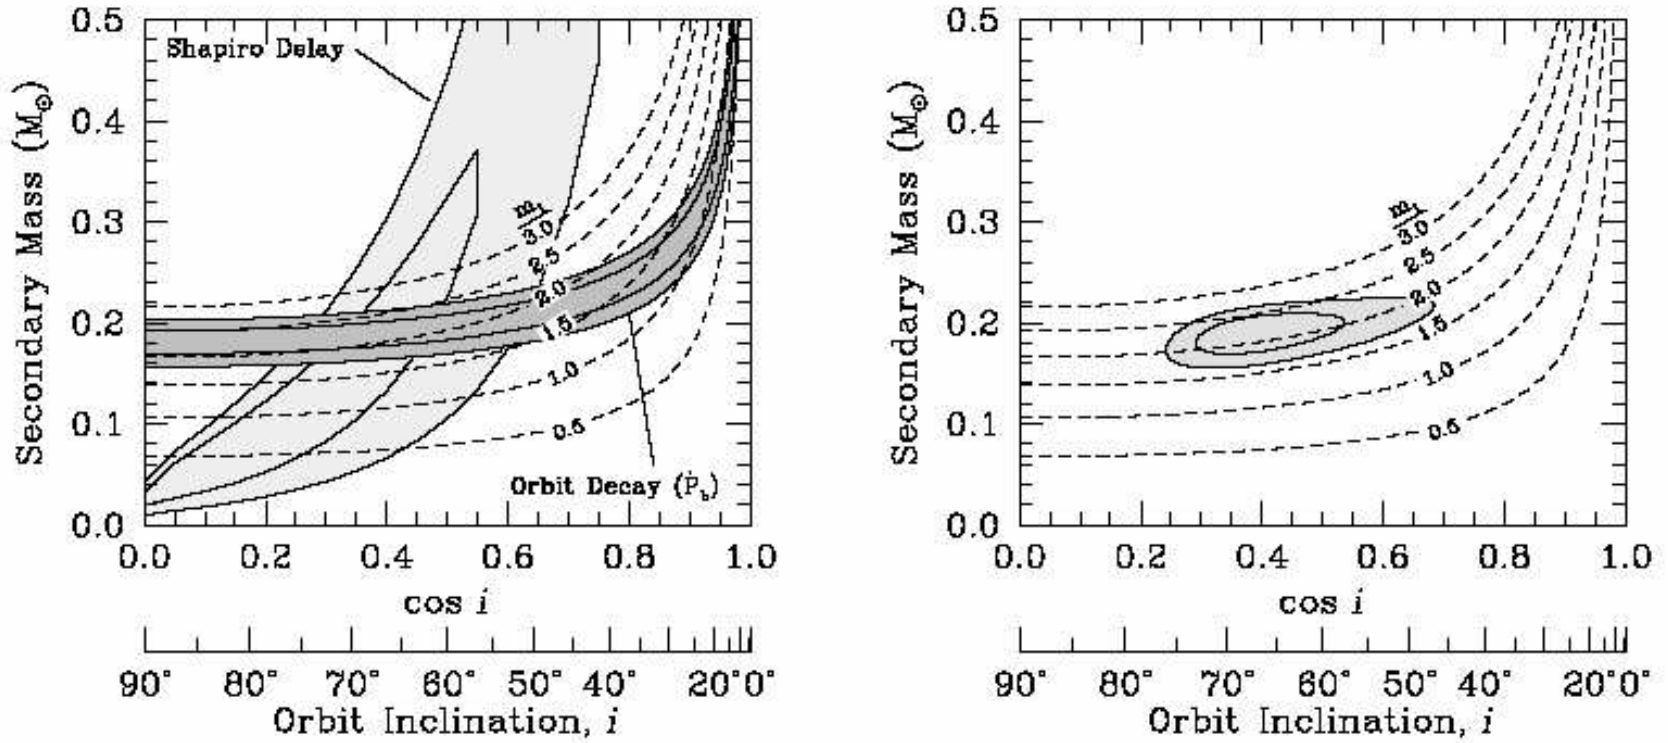 0.5
0.4
0.3
0.2
0.1
0.0
Secondary Mass (M⊙)
Shapiro Delay
m₁
3.0
2.5
2.0
1.5
1.0
0.5
Orbit Decay (Ṗb)
0.0 0.2 0.4 0.6 0.8 1.0
cos i
90° 80° 70° 60° 50° 40° 20° 0°
Orbit Inclination, i
0.5
0.4
0.3
0.2
0.1
0.0
Secondary Mass (M⊙)
m₁
3.0
2.5
2.0
1.5
1.0
0.5
0.0 0.2 0.4 0.6 0.8 1.0
cos i
90° 80° 70° 60° 50° 40° 20° 0°
Orbit Inclination, i